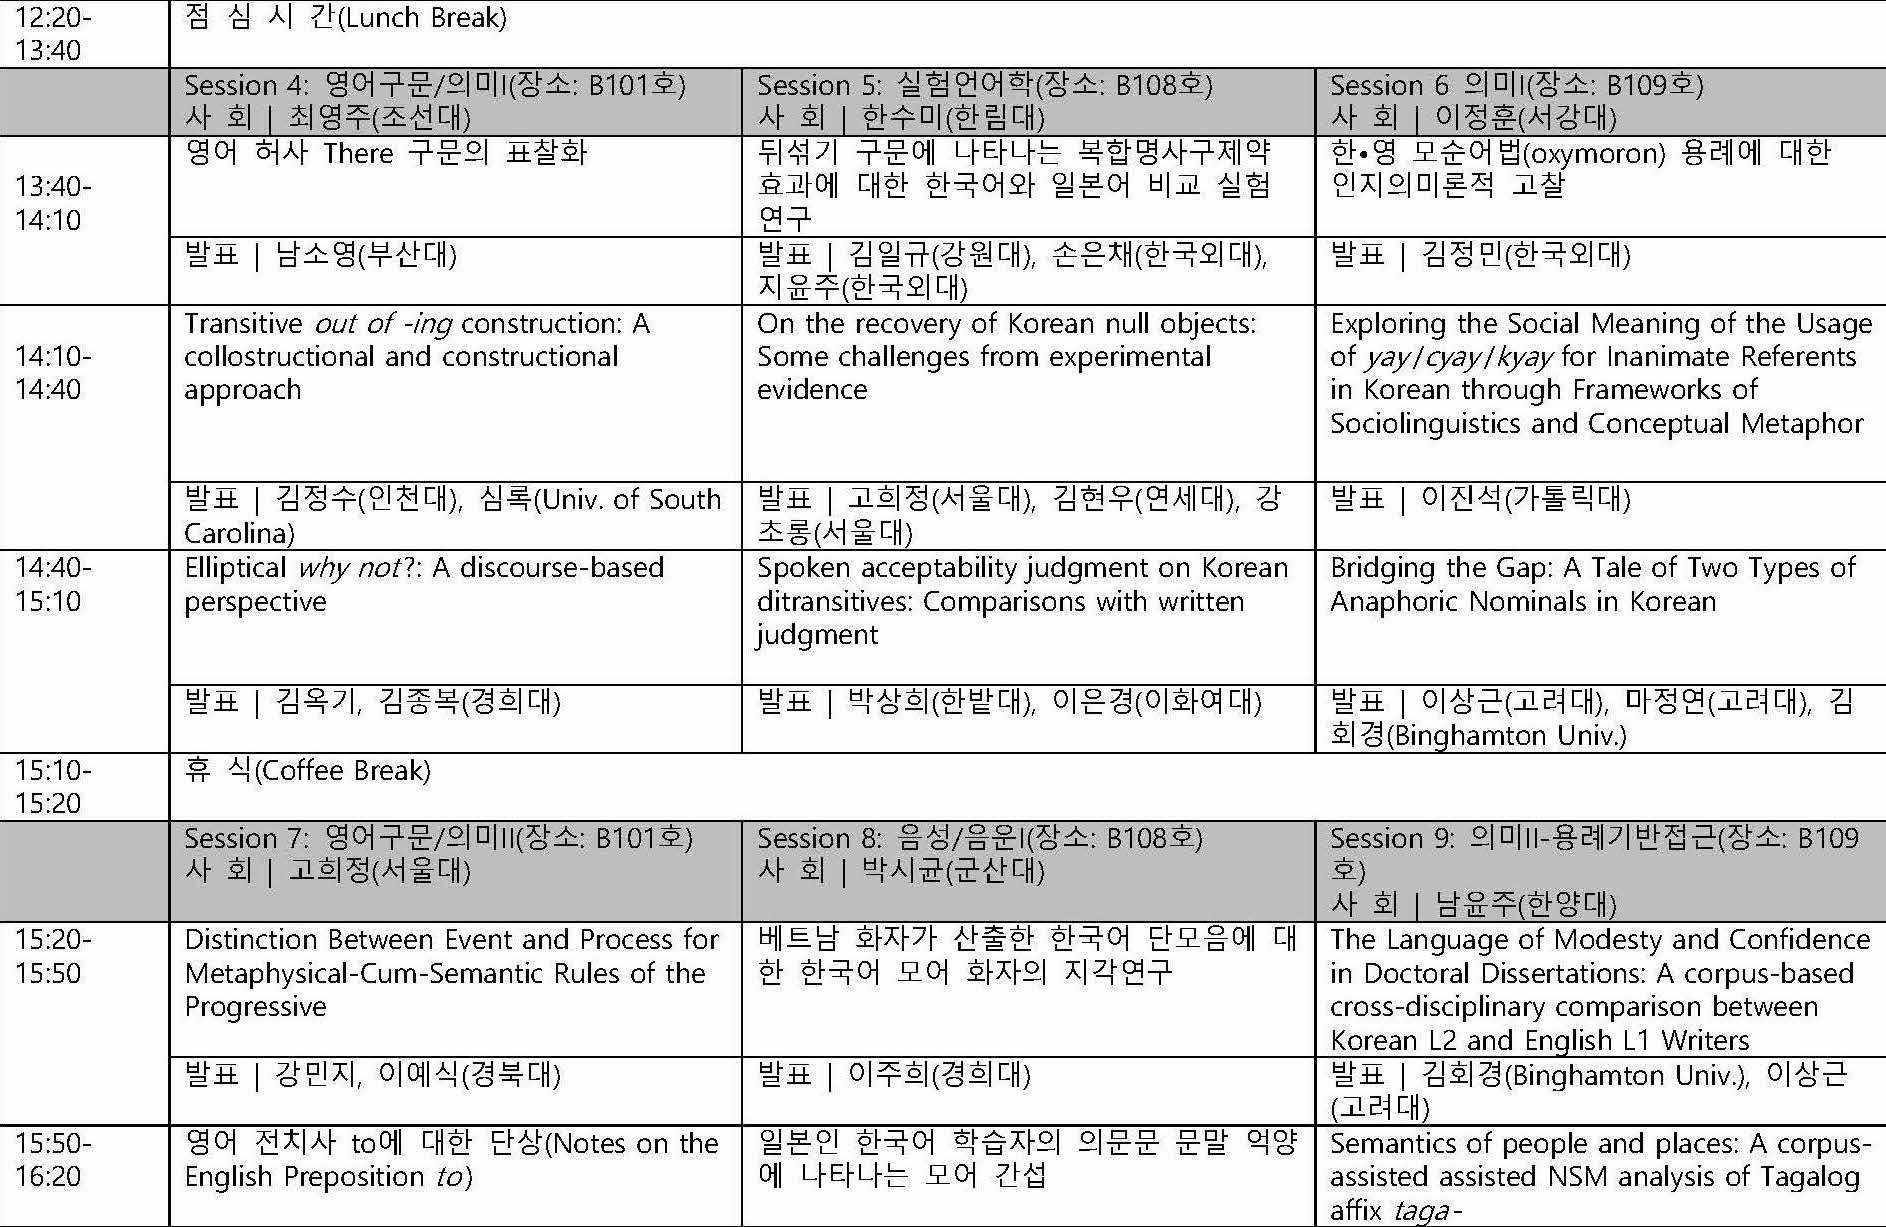 12:20-
13:40
점 심 시 간(Lunch Break)
Session 4: 영어구문/의미I(장소: B101호)
사 회 | 최영주(조선대)
Session 5: 실험언어학(장소: B108호)
사 회 | 한수미(한림대)
Session 6 의미I(장소: B109호)
사 회 | 이정훈(서강대)
13:40-
14:10
영어 허사 There 구문의 표찰화
뒤섞기 구문에 나타나는 복합명사구제약
효과에 대한 한국어와 일본어 비교 실험
연구
한•영 모순어법(oxymoron) 용례에 대한
인지의미론적 고찰
발표 | 남소영(부산대)
발표 | 김일규(강원대), 손은채(한국외대),
지윤주(한국외대)
발표 | 김정민(한국외대)
14:10-
14:40
Transitive out of -ing construction: A
collostructional and constructional
approach
On the recovery of Korean null objects:
Some challenges from experimental
evidence
Exploring the Social Meaning of the Usage
of yay/cyay/kyay for Inanimate Referents
in Korean through Frameworks of
Sociolinguistics and Conceptual Metaphor
발표 | 김정수(인천대), 심록(Univ. of South
Carolina)
발표 | 고희정(서울대), 김현우(연세대), 강
초롱(서울대)
발표 | 이진석(가톨릭대)
14:40-
15:10
Elliptical why not?: A discourse-based
perspective
Spoken acceptability judgment on Korean
ditransitives: Comparisons with written
judgment
Bridging the Gap: A Tale of Two Types of
Anaphoric Nominals in Korean
발표 | 김옥기, 김종복(경희대)
발표 | 박상희(한밭대), 이은경(이화여대)
발표 | 이상근(고려대), 마정연(고려대), 김
회경(Binghamton Univ.)
15:10-
15:20
휴 식(Coffee Break)
Session 7: 영어구문/의미II(장소: B101호)
사 회 | 고희정(서울대)
Session 8: 음성/음운I(장소: B108호)
사 회 | 박시균(군산대)
Session 9: 의미II-용례기반접근(장소: B109
호)
사 회 | 남윤주(한양대)
15:20-
15:50
Distinction Between Event and Process for
Metaphysical-Cum-Semantic Rules of the
Progressive
베트남 화자가 산출한 한국어 단모음에 대
한 한국어 모어 화자의 지각연구
The Language of Modesty and Confidence
in Doctoral Dissertations: A corpus-based
cross-disciplinary comparison between
Korean L2 and English L1 Writers
발표 | 강민지, 이예식(경북대)
발표 | 이주희(경희대)
발표 | 김회경(Binghamton Univ.), 이상근
(고려대)
15:50-
16:20
영어 전치사 to에 대한 단상(Notes on the
English Preposition to)
일본인 한국어 학습자의 의문문 문말 억양
에 나타나는 모어 간섭
Semantics of people and places: A corpus-
assisted assisted NSM analysis of Tagalog
affix taga-